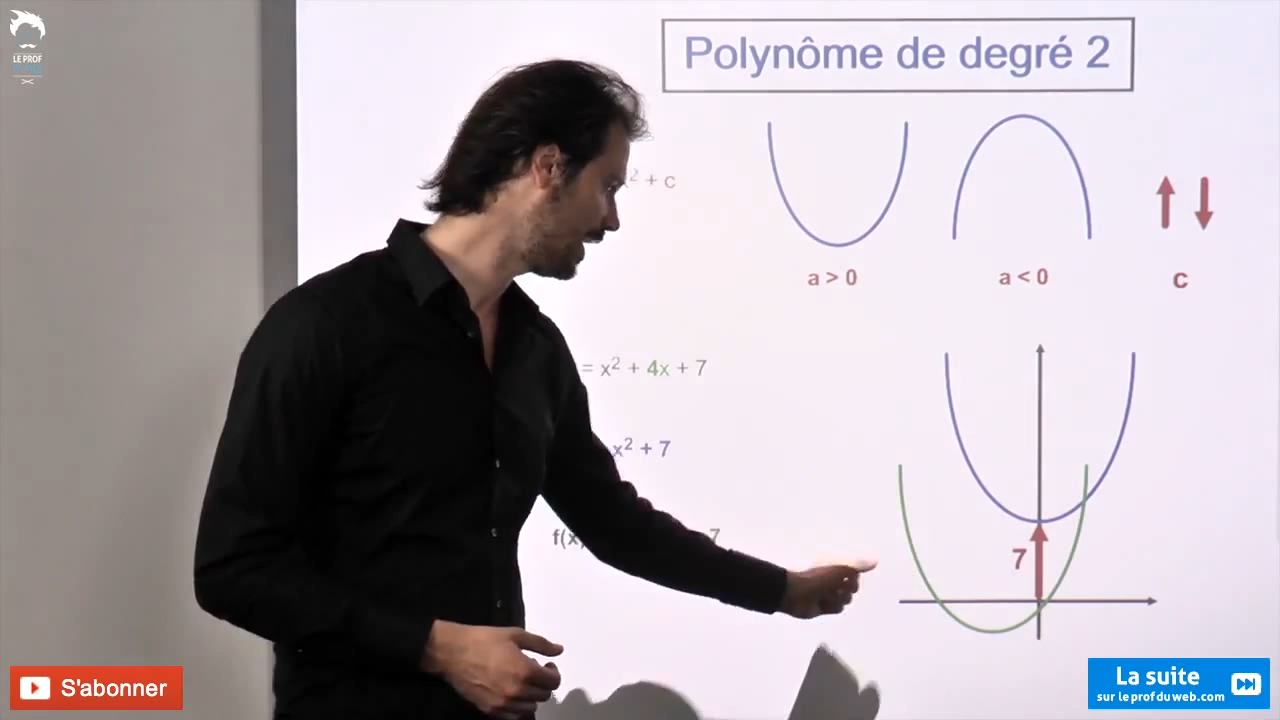 LE PROF
Polynôme de degré 2
² + c
a > 0
a < 0
c
= x² + 4x + 7
x² + 7
f(x)
7
7
S'abonner
La suite
sur leprofduweb.com